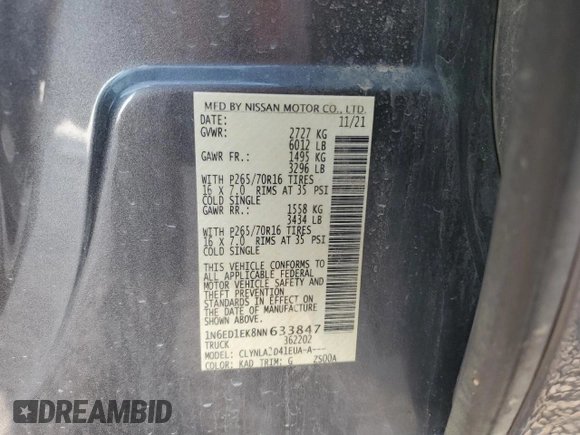 MFD BY NISSAN MOTOR CO., LTD.
DATE: 11/21
GVWR: 2727 KG
6012 LB
GAWR FR.: 1495 KG
3296 LB
WITH P265/70R16 TIRES
16 X 7.0 RIMS AT 35 PSI
COLD SINGLE
GAWR RR.: 1558 KG
3434 LB
WITH P265/70R16 TIRES
16 X 7.0 RIMS AT 35 PSI
COLD SINGLE
THIS VEHICLE CONFORMS TO
ALL APPLICABLE FEDERAL
MOTOR VEHICLE SAFETY AND
THEFT PREVENTION
STANDARDS IN EFFECT ON
THE DATE OF MANUFACTURE
1N6ED1EK8NN633847
TRUCK 362202
MODEL:
COLOR: KAD TRIM: G ZS00A
DREAMBID